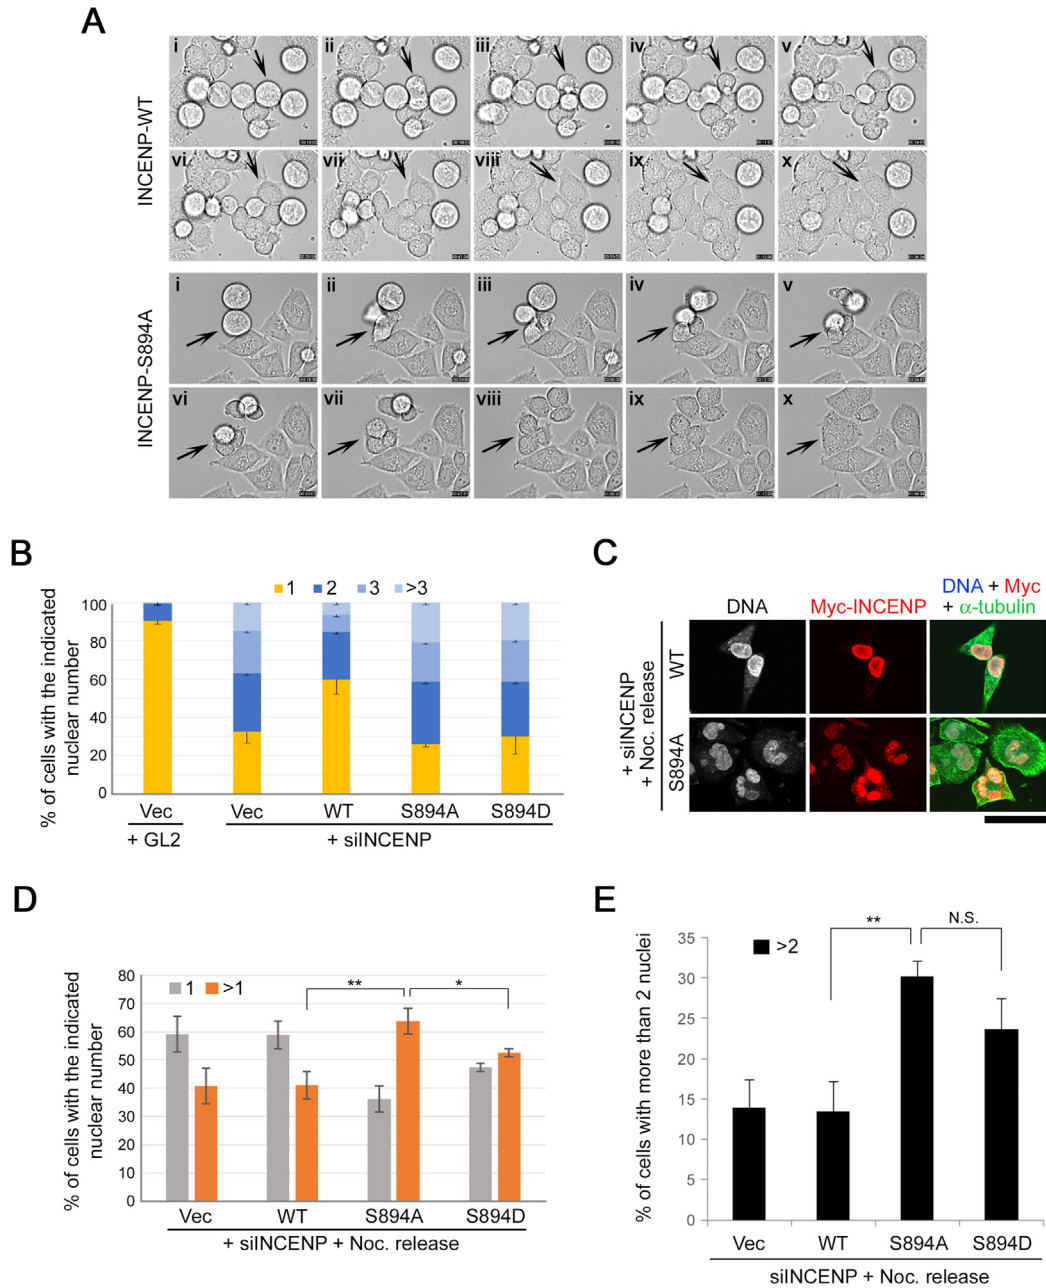 A
INCENP-WT
i ii iii iv v
vi vii viii ix x
INCENP-S894A
i ii iii iv v
vi vii viii ix x
B
% of cells with the indicated
nuclear number
1 2 3 >3
100
80
60
40
20
0
Vec Vec WT S894A S894D
+ GL2 + siINCENP
C
DNA Myc-INCENP DNA + Myc
+ α-tubulin
+ siINCENP
+ Noc. release
WT
S894A
D
% of cells with the indicated
nuclear number
1 >1
** *
80
70
60
50
40
30
20
10
0
Vec WT S894A S894D
+ siINCENP + Noc. release
E
% of cells with more than 2 nuclei
>2
** N.S.
35
30
25
20
15
10
5
0
Vec WT S894A S894D
siINCENP + Noc. release